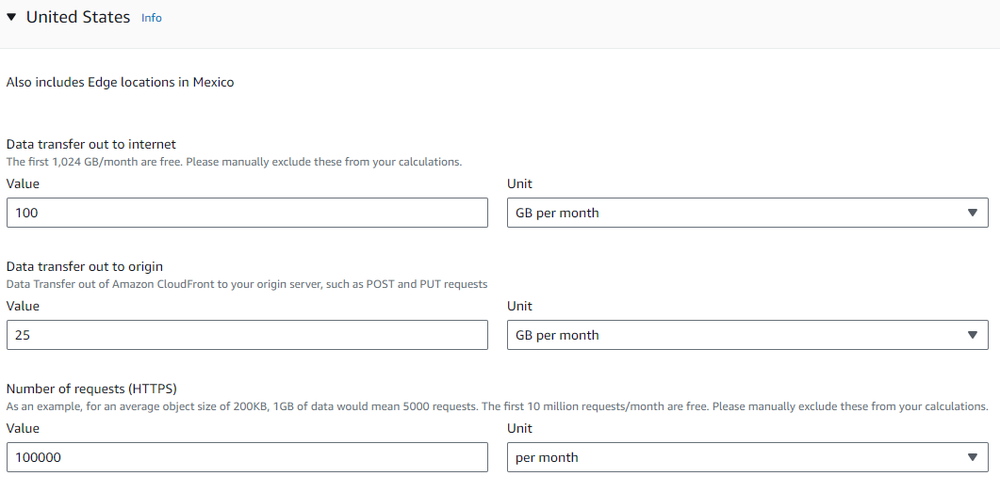 United States Info
Also includes Edge locations in Mexico
Data transfer out to internet
The first 1,024 GB/month are free. Please manually exclude these from your calculations.
Value Unit
100 GB per month
Data transfer out to origin
Data Transfer out of Amazon CloudFront to your origin server, such as POST and PUT requests
Value Unit
25 GB per month
Number of requests (HTTPS)
As an example, for an average object size of 200KB, 1GB of data would mean 5000 requests. The first 10 million requests/month are free. Please manually exclude these from your calculations.
Value Unit
100000 per month